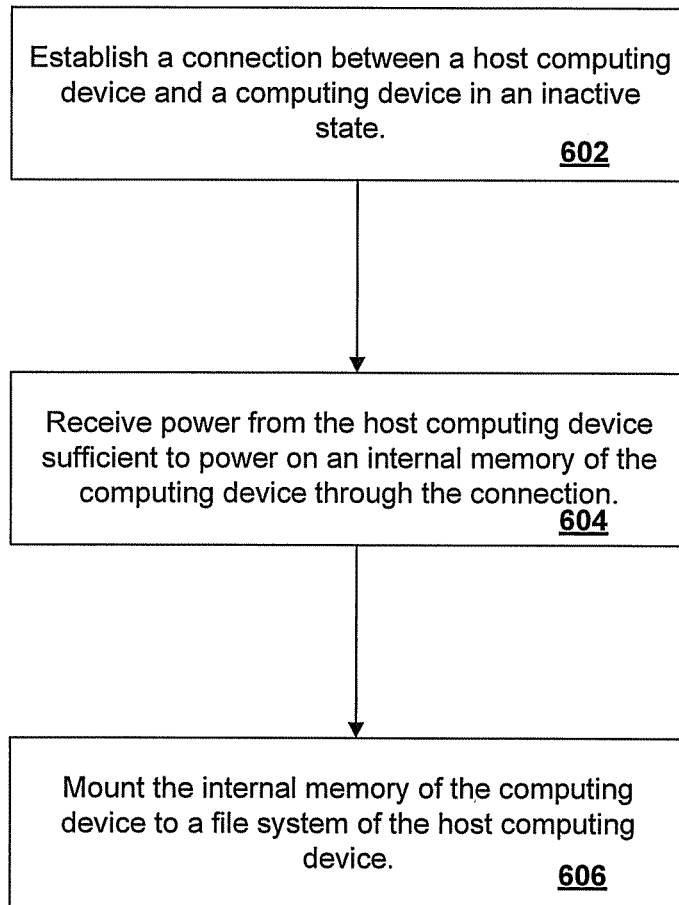 Establish a connection between a host computing
device and a computing device in an inactive
state.
602
Receive power from the host computing device
sufficient to power on an internal memory of the
computing device through the connection.
604
Mount the internal memory of the computing
device to a file system of the host computing
device.
606